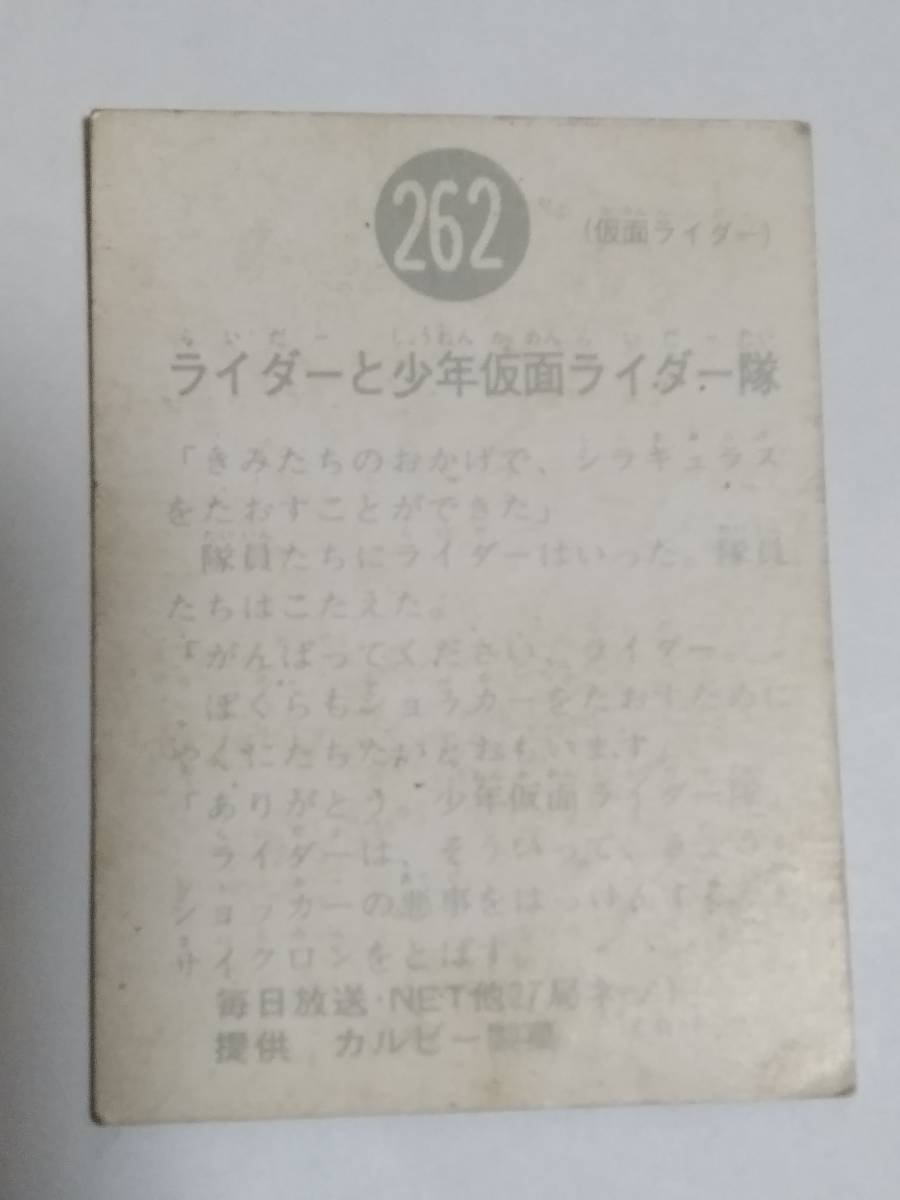 262
(仮面ライダー)
ライダーと少年仮面ライダー隊
「きみたちのおかげで、シラキュラス
をたおすことができた」
隊員たちにライダーはいった。隊員
たちはこたえた。
「がんばってください、ライダー
ぼくらもショッカーをたおすために
やくにたちたいとおもいます
「ありがとう。少年仮面ライダー隊
ライダーは、そういって、
ショッカーの悪事をはっけんす
サイクロンをとばす。
毎日放送・NET他27局ネット
提供 カルビー製菓